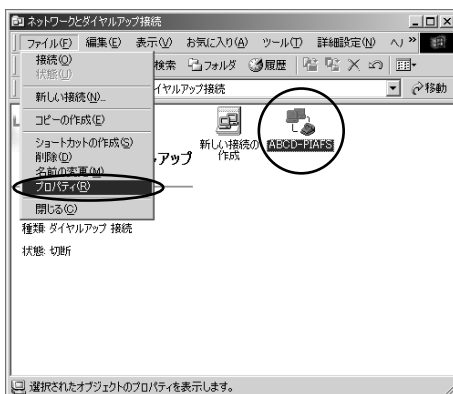 ネットワークとダイヤルアップ接続
ファイル(F) 編集(E) 表示(V) お気に入り(A) ツール(T) 詳細設定(N) ヘル »
検索 フォルダ 履歴
イヤルアップ接続 移動
接続(O)
状態(U)
新しい接続(N)...
コピーの作成(E)
ショートカットの作成(S)
削除(D)
名前の変更(M)
プロパティ(R)
閉じる(C)
ルアップ
新しい接続の
作成
ABCD-PIAFS
種類: ダイヤルアップ 接続
状態: 切断
選択されたオブジェクトのプロパティを表示します。